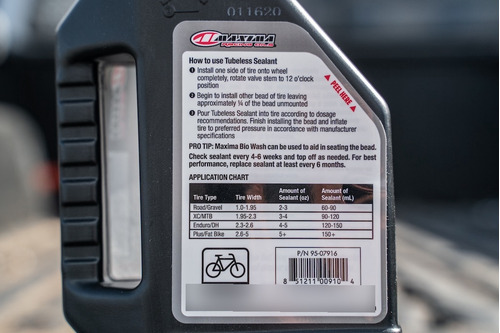 011620
MAXIMA
RACING OILS
How to use Tubeless Sealant
1 Install one side of tire onto wheel
completely, rotate valve stem to 12 o'clock
position
2 Begin to install other bead of tire leaving
approximately ¼ of the bead unmounted
3 Pour Tubeless Sealant into tire according to dosage
recommendations. Finish installing the bead and inflate
tire to preferred pressure in accordance with manufacturer
specifications
▲ PEEL HERE ▲
PRO TIP: Maxima Bio Wash can be used to aid in seating the bead.
Check sealant every 4-6 weeks and top off as needed. For best
performance, replace sealant at least every 6 months.
APPLICATION CHART
Tire Type Tire Width Amount of Sealant (oz) Amount of Sealant (mL)
Road/Gravel 1.0-1.95 2-3 60-90
XC/MTB 1.95-2.3 3-4 90-120
Enduro/DH 2.3-2.6 4-5 120-150
Plus/Fat Bike 2.6-5 5+ 150+
P/N 95-07916
8 51211 00910 4